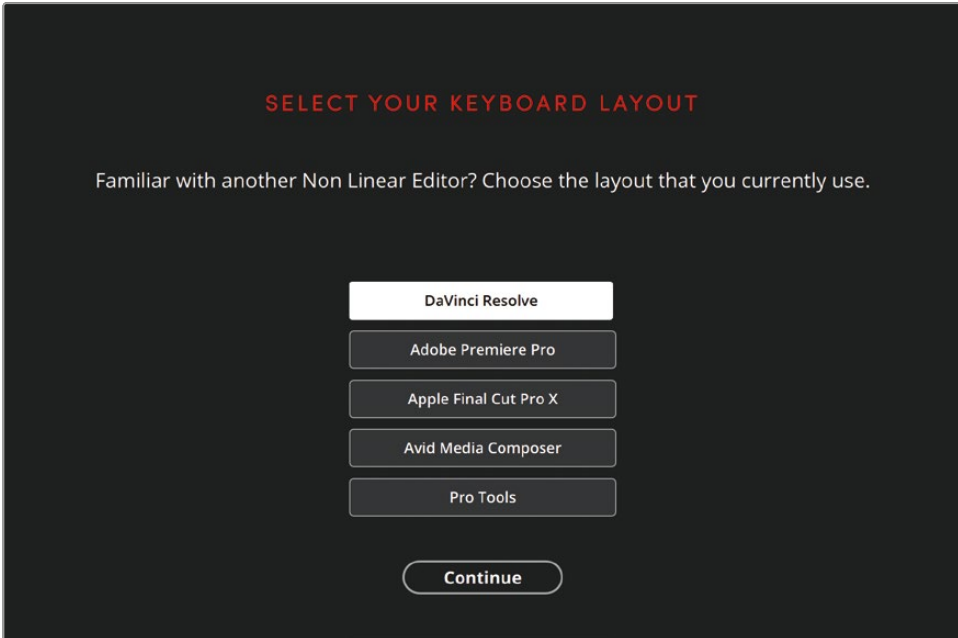 SELECT YOUR KEYBOARD LAYOUT
Familiar with another Non Linear Editor? Choose the layout that you currently use.
DaVinci Resolve
Adobe Premiere Pro
Apple Final Cut Pro X
Avid Media Composer
Pro Tools
Continue